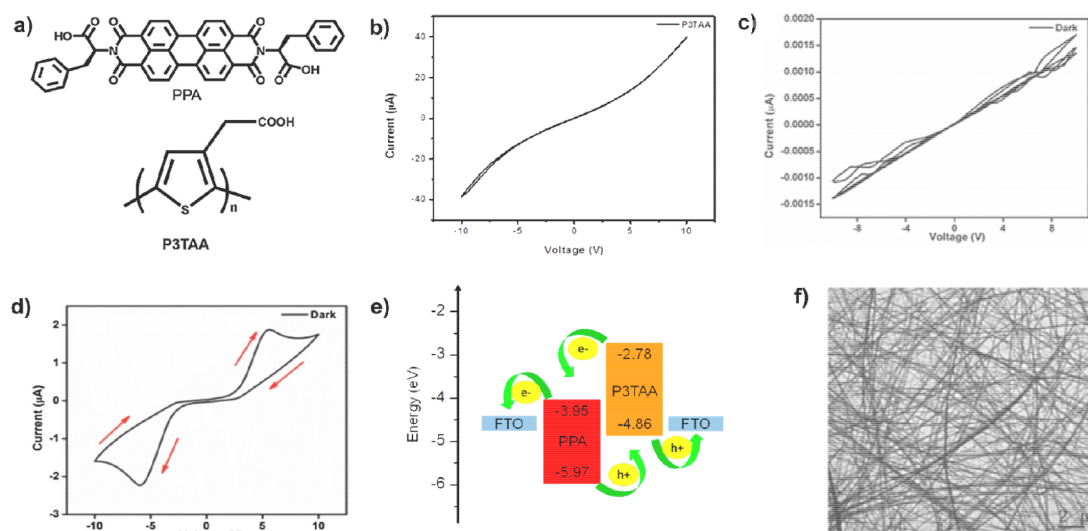 a)
O
O
HO
O
N
N
O
OH
O
O
PPA
COOH
S
n
P3TAA
b)
P3TAA
Current (µA)
40
20
0
-20
-40
-10
-5
0
5
10
Voltage (V)
c)
Dark
Current (µA)
0.0020
0.0015
0.0010
0.0005
0.0000
-0.0005
-0.0010
-0.0015
-8
-4
0
4
8
Voltage (V)
d)
Dark
Current (µA)
2
1
0
-1
-2
-3
-10
-5
0
5
10
e)
Energy (eV)
-2
-3
-4
-5
-6
e-
e-
-2.78
P3TAA
-4.86
-3.95
PPA
-5.97
FTO
FTO
h+
h+
f)
2